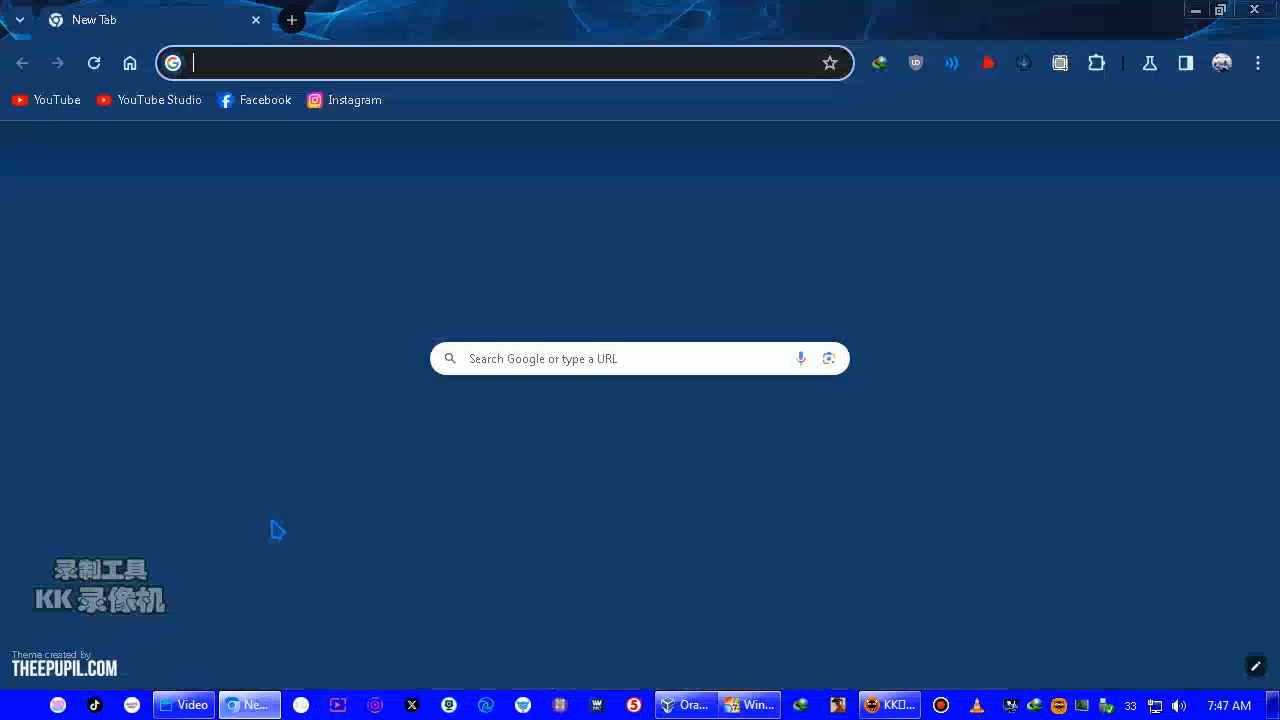 New Tab
YouTube
YouTube Studio
Facebook
Instagram
Search Google or type a URL
录制工具
KK 录像机
Theme created by
THEEPUPIL.COM
Video
Ne...
Ora...
Win...
33
7:47 AM